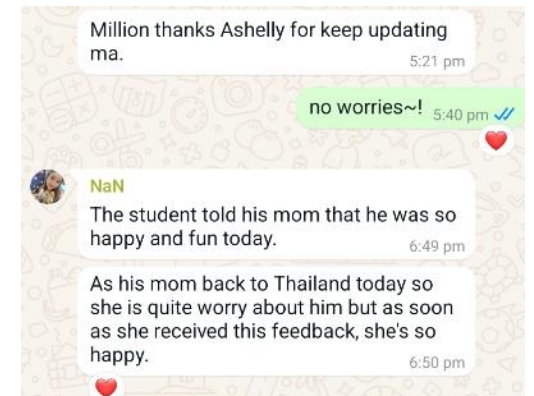 Million thanks Ashelly for keep updating
ma.
5:21 pm
no worries~! 5:40 pm
NaN
The student told his mom that he was so
happy and fun today.
6:49 pm
As his mom back to Thailand today so
she is quite worry about him but as soon
as she received this feedback, she's so
happy.
6:50 pm